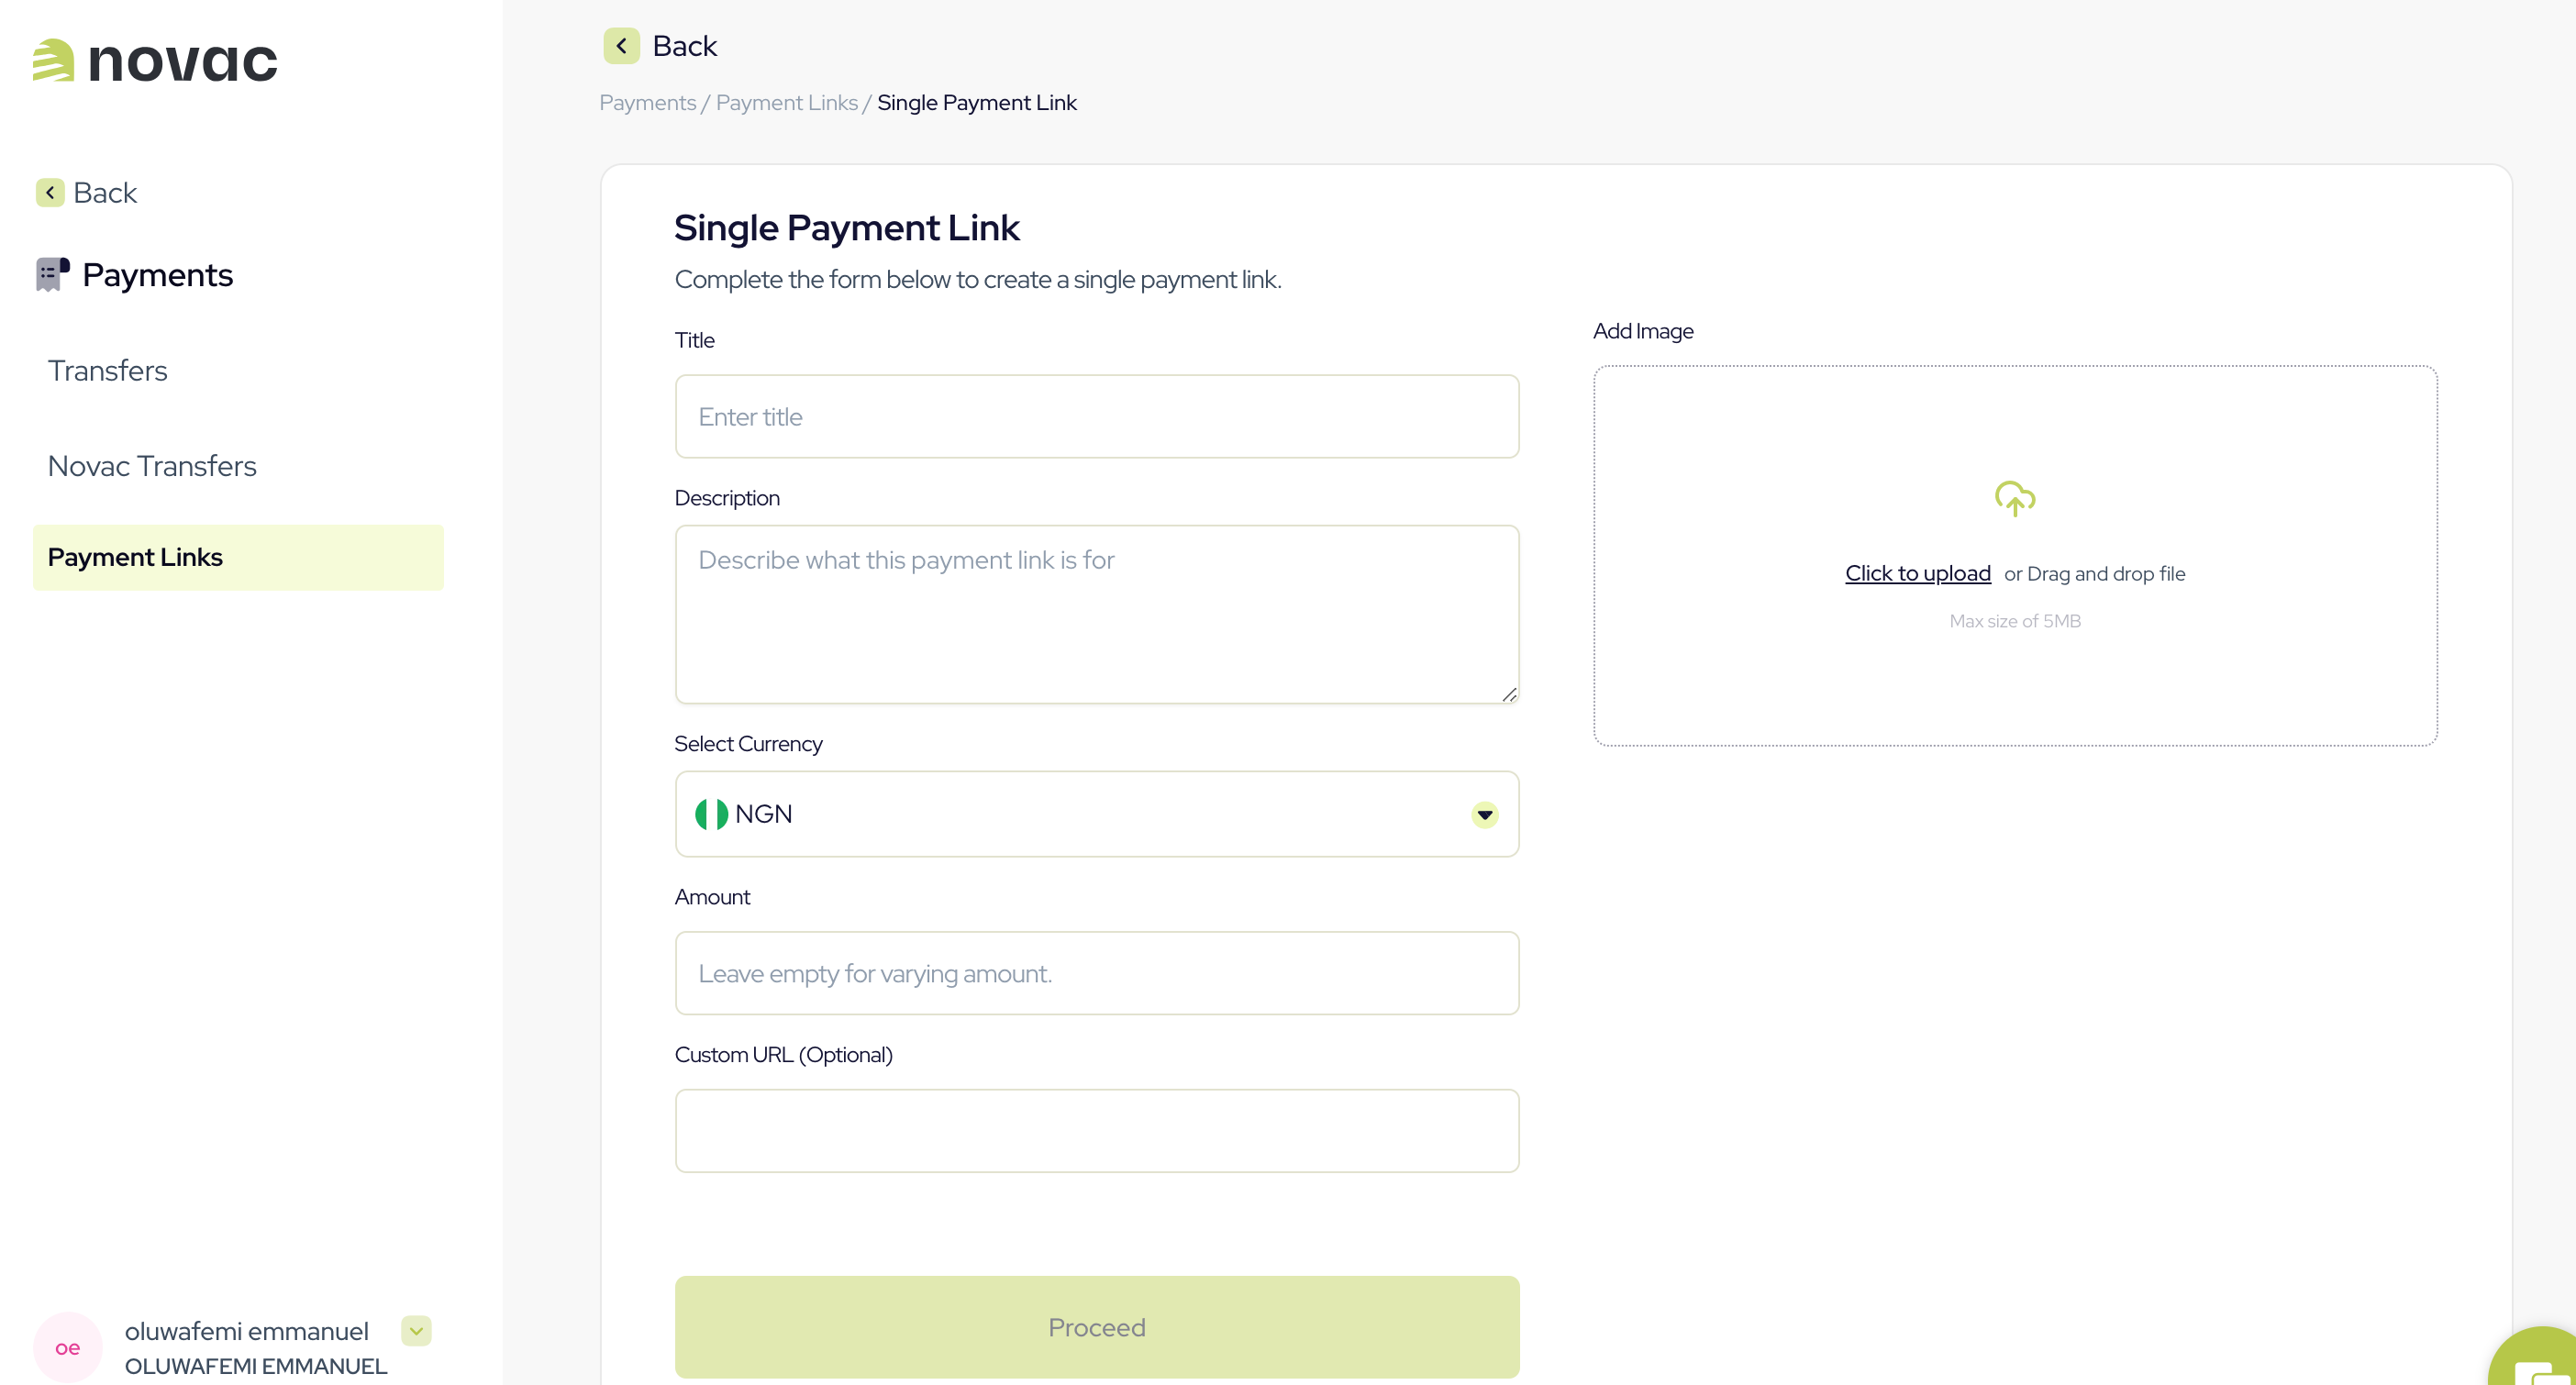 novac
Back
Payments
Transfers
Novac Transfers
Payment Links
oe
oluwafemi emmanuel
OLUWAFEMI EMMANUEL
Back
Payments / Payment Links / Single Payment Link
Single Payment Link
Complete the form below to create a single payment link.
Title
Enter title
Description
Describe what this payment link is for
Select Currency
NGN
Amount
Leave empty for varying amount.
Custom URL (Optional)
Proceed
Add Image
Click to upload or Drag and drop file
Max size of 5MB